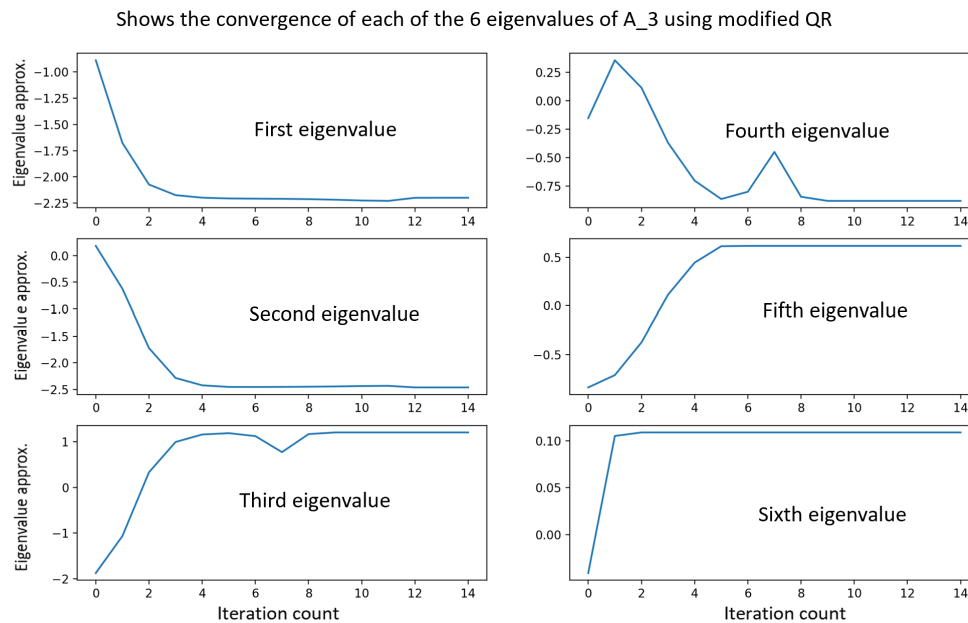 Shows the convergence of each of the 6 eigenvalues of A_3 using modified QR
Eigenvalue approx.
−1.00
−1.25
−1.50
−1.75
−2.00
−2.25
First eigenvalue
0 2 4 6 8 10 12 14
0.25
0.00
−0.25
−0.50
−0.75
Fourth eigenvalue
0 2 4 6 8 10 12 14
Eigenvalue approx.
0.0
−0.5
−1.0
−1.5
−2.0
−2.5
Second eigenvalue
0 2 4 6 8 10 12 14
0.5
0.0
−0.5
Fifth eigenvalue
0 2 4 6 8 10 12 14
Eigenvalue approx.
1
0
−1
−2
Third eigenvalue
0 2 4 6 8 10 12 14
Iteration count
0.10
0.05
0.00
Sixth eigenvalue
0 2 4 6 8 10 12 14
Iteration count